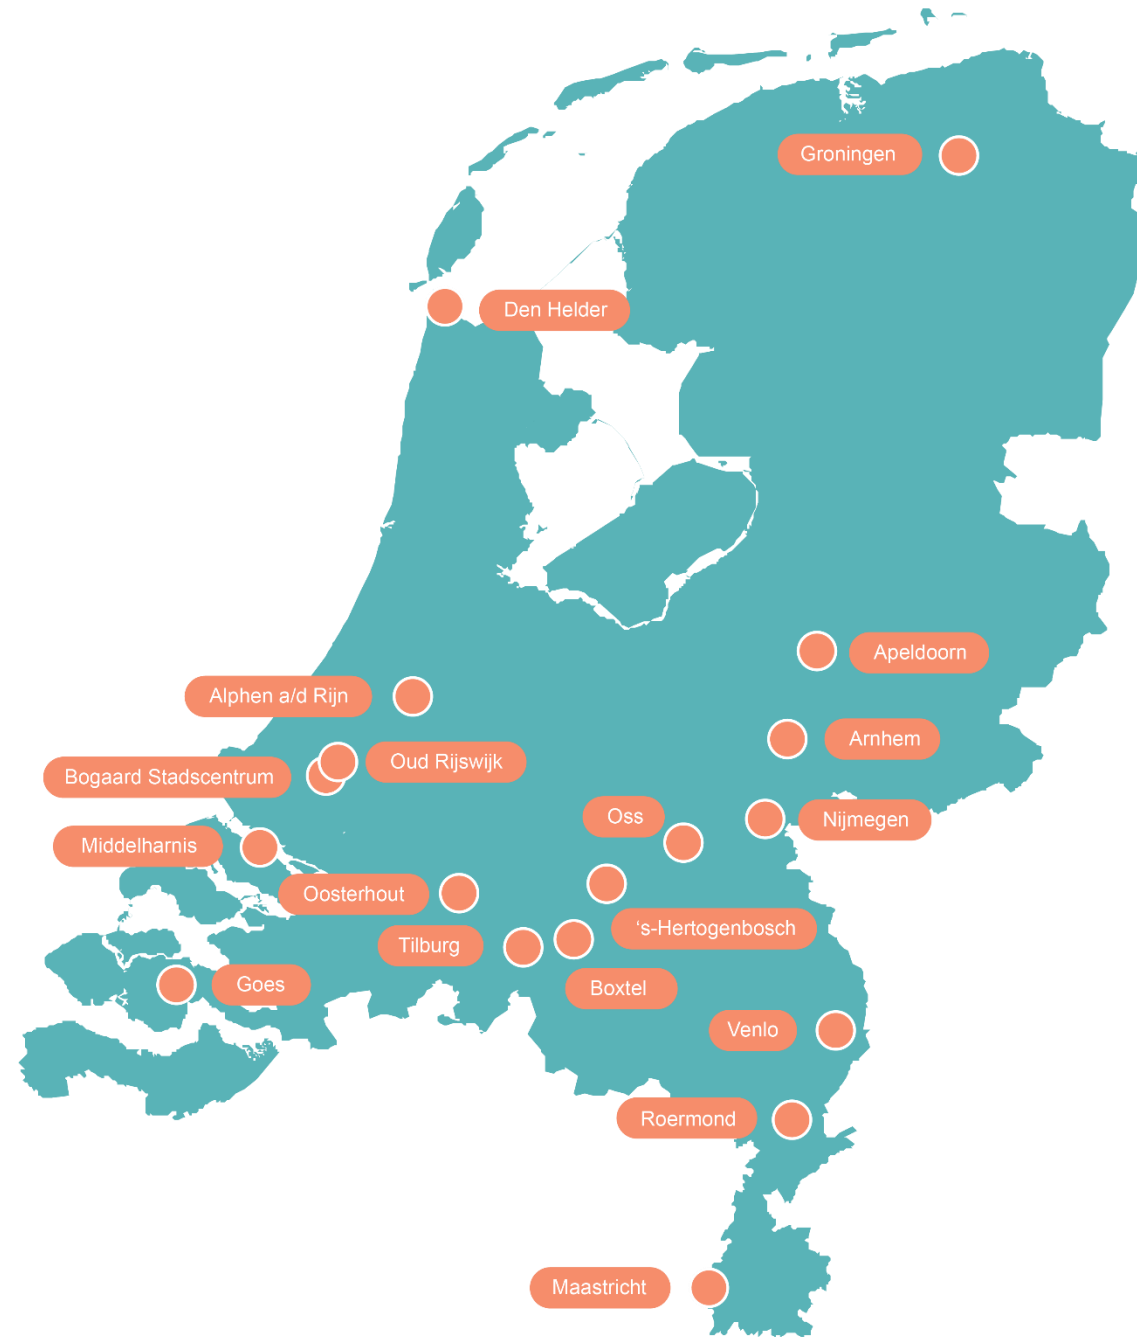 Groningen
Den Helder
Apeldoorn
Alphen a/d Rijn
Arnhem
Oud Rijswijk
Bogaard Stadscentrum
Oss
Nijmegen
Middelharnis
Oosterhout
‘s-Hertogenbosch
Tilburg
Goes
Boxtel
Venlo
Roermond
Maastricht